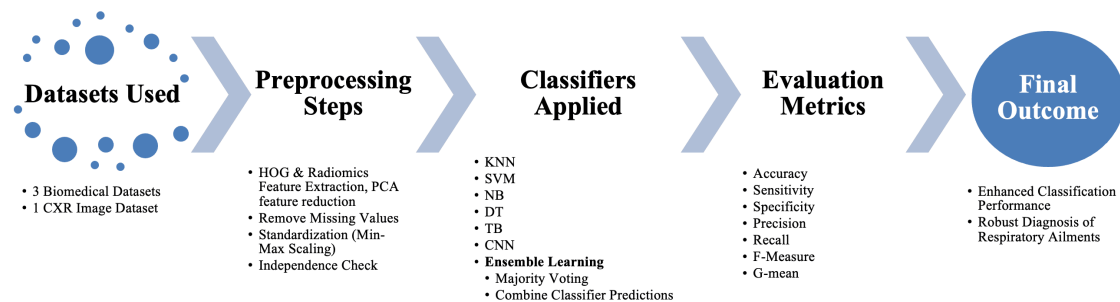 Datasets Used
• 3 Biomedical Datasets
• 1 CXR Image Dataset
Preprocessing
Steps
• HOG & Radiomics
Feature Extraction, PCA
feature reduction
• Remove Missing Values
• Standardization (Min-
Max Scaling)
• Independence Check
Classifiers
Applied
• KNN
• SVM
• NB
• DT
• TB
• CNN
• Ensemble Learning
• Majority Voting
• Combine Classifier Predictions
Evaluation
Metrics
• Accuracy
• Sensitivity
• Specificity
• Precision
• Recall
• F-Measure
• G-mean
Final
Outcome
• Enhanced Classification
Performance
• Robust Diagnosis of
Respiratory Ailments